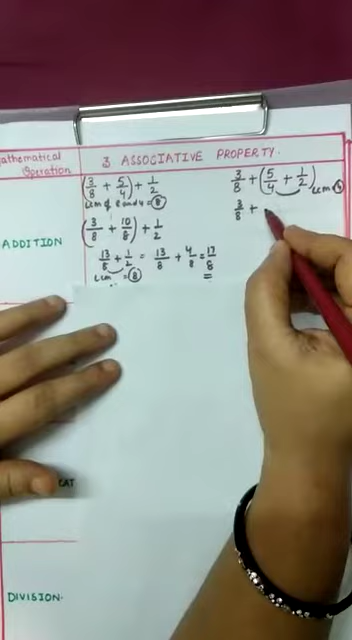 athematical Operation
3 ASSOCIATIVE PROPERTY.
ADDITION
(3/8 + 5/4) + 1/2
LCM of 8 and 4 = 8
(3/8 + 10/8) + 1/2
13/8 + 1/2 = 13/8 + 4/8 = 17/8
LCM = 8
3/8 + (5/4 + 1/2) LCM = 4
3/8 +
CAT
DIVISION.